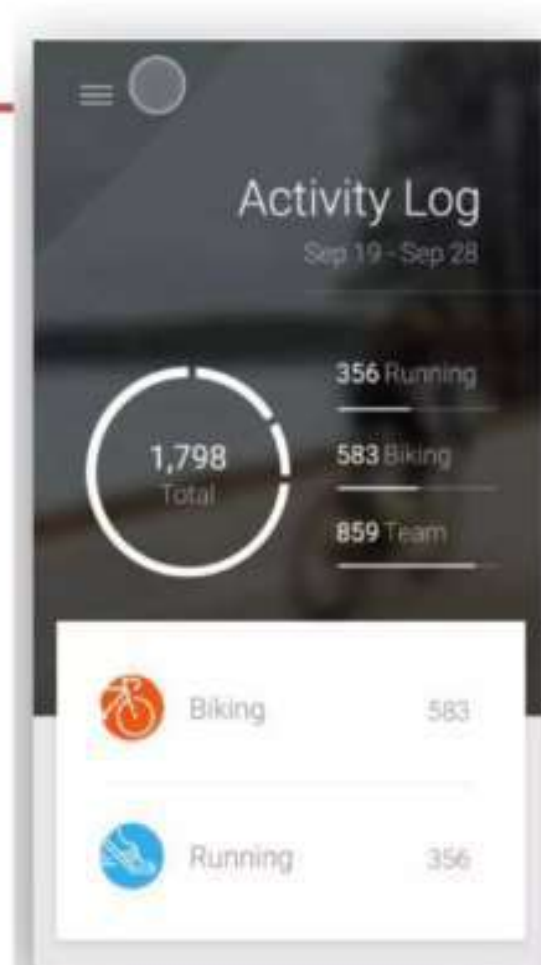 Activity Log
Sep 19 - Sep 28
1,798
Total
356 Running
583 Biking
859 Team
Biking 583
Running 356